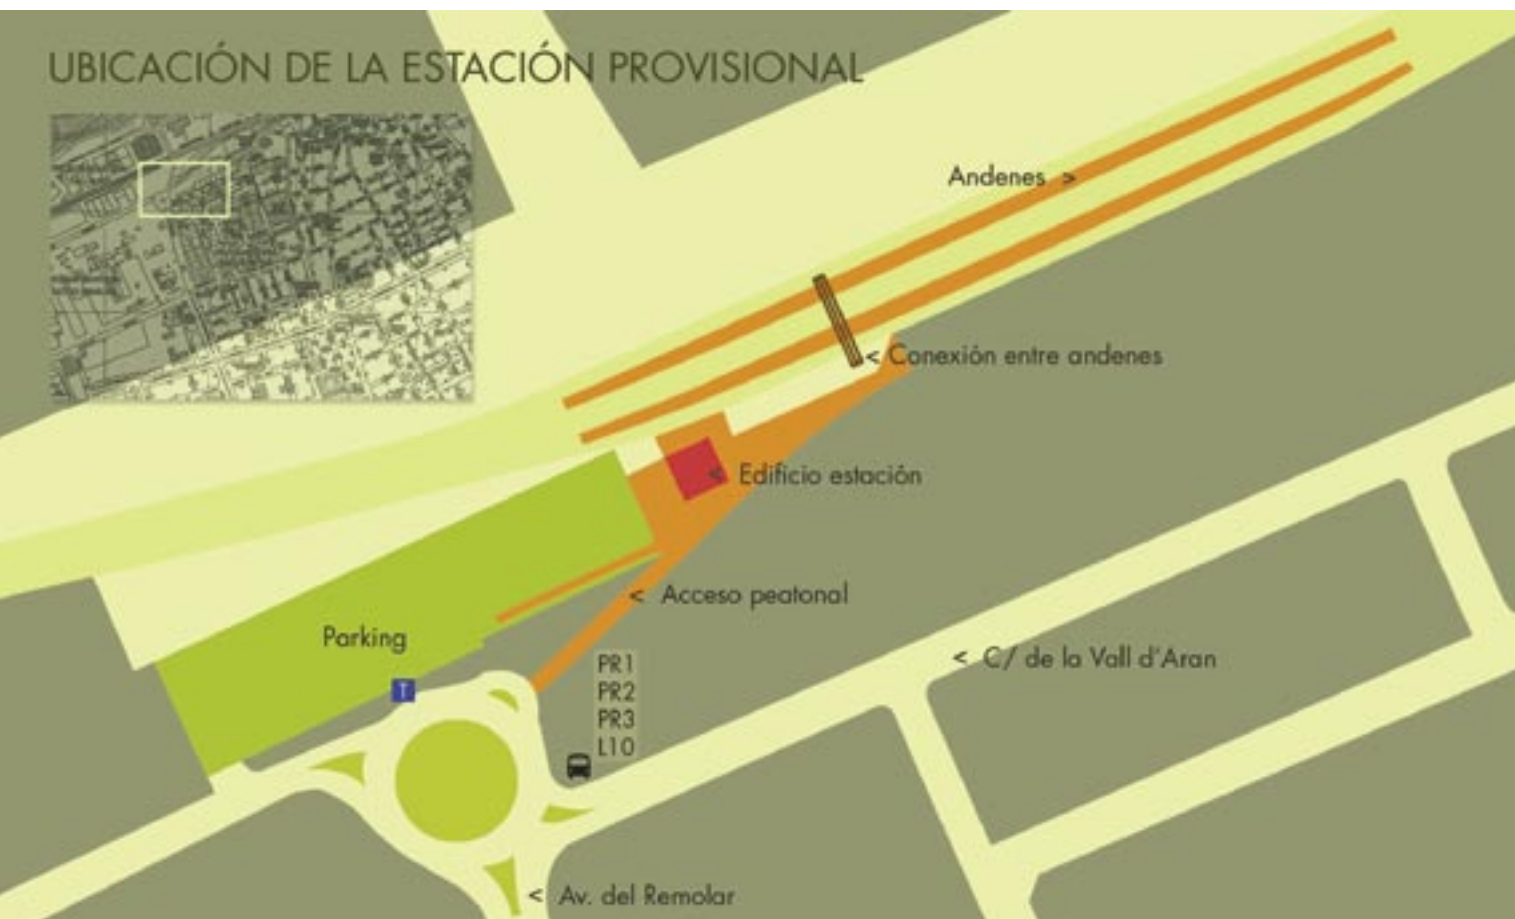 UBICACIÓN DE LA ESTACIÓN PROVISIONAL
Andenes >
< Conexión entre andenes
< Edificio estación
< Acceso peatonal
Parking
T
PR1
PR2
PR3
L10
< C/ de la Vall d'Aran
< Av. del Remolar